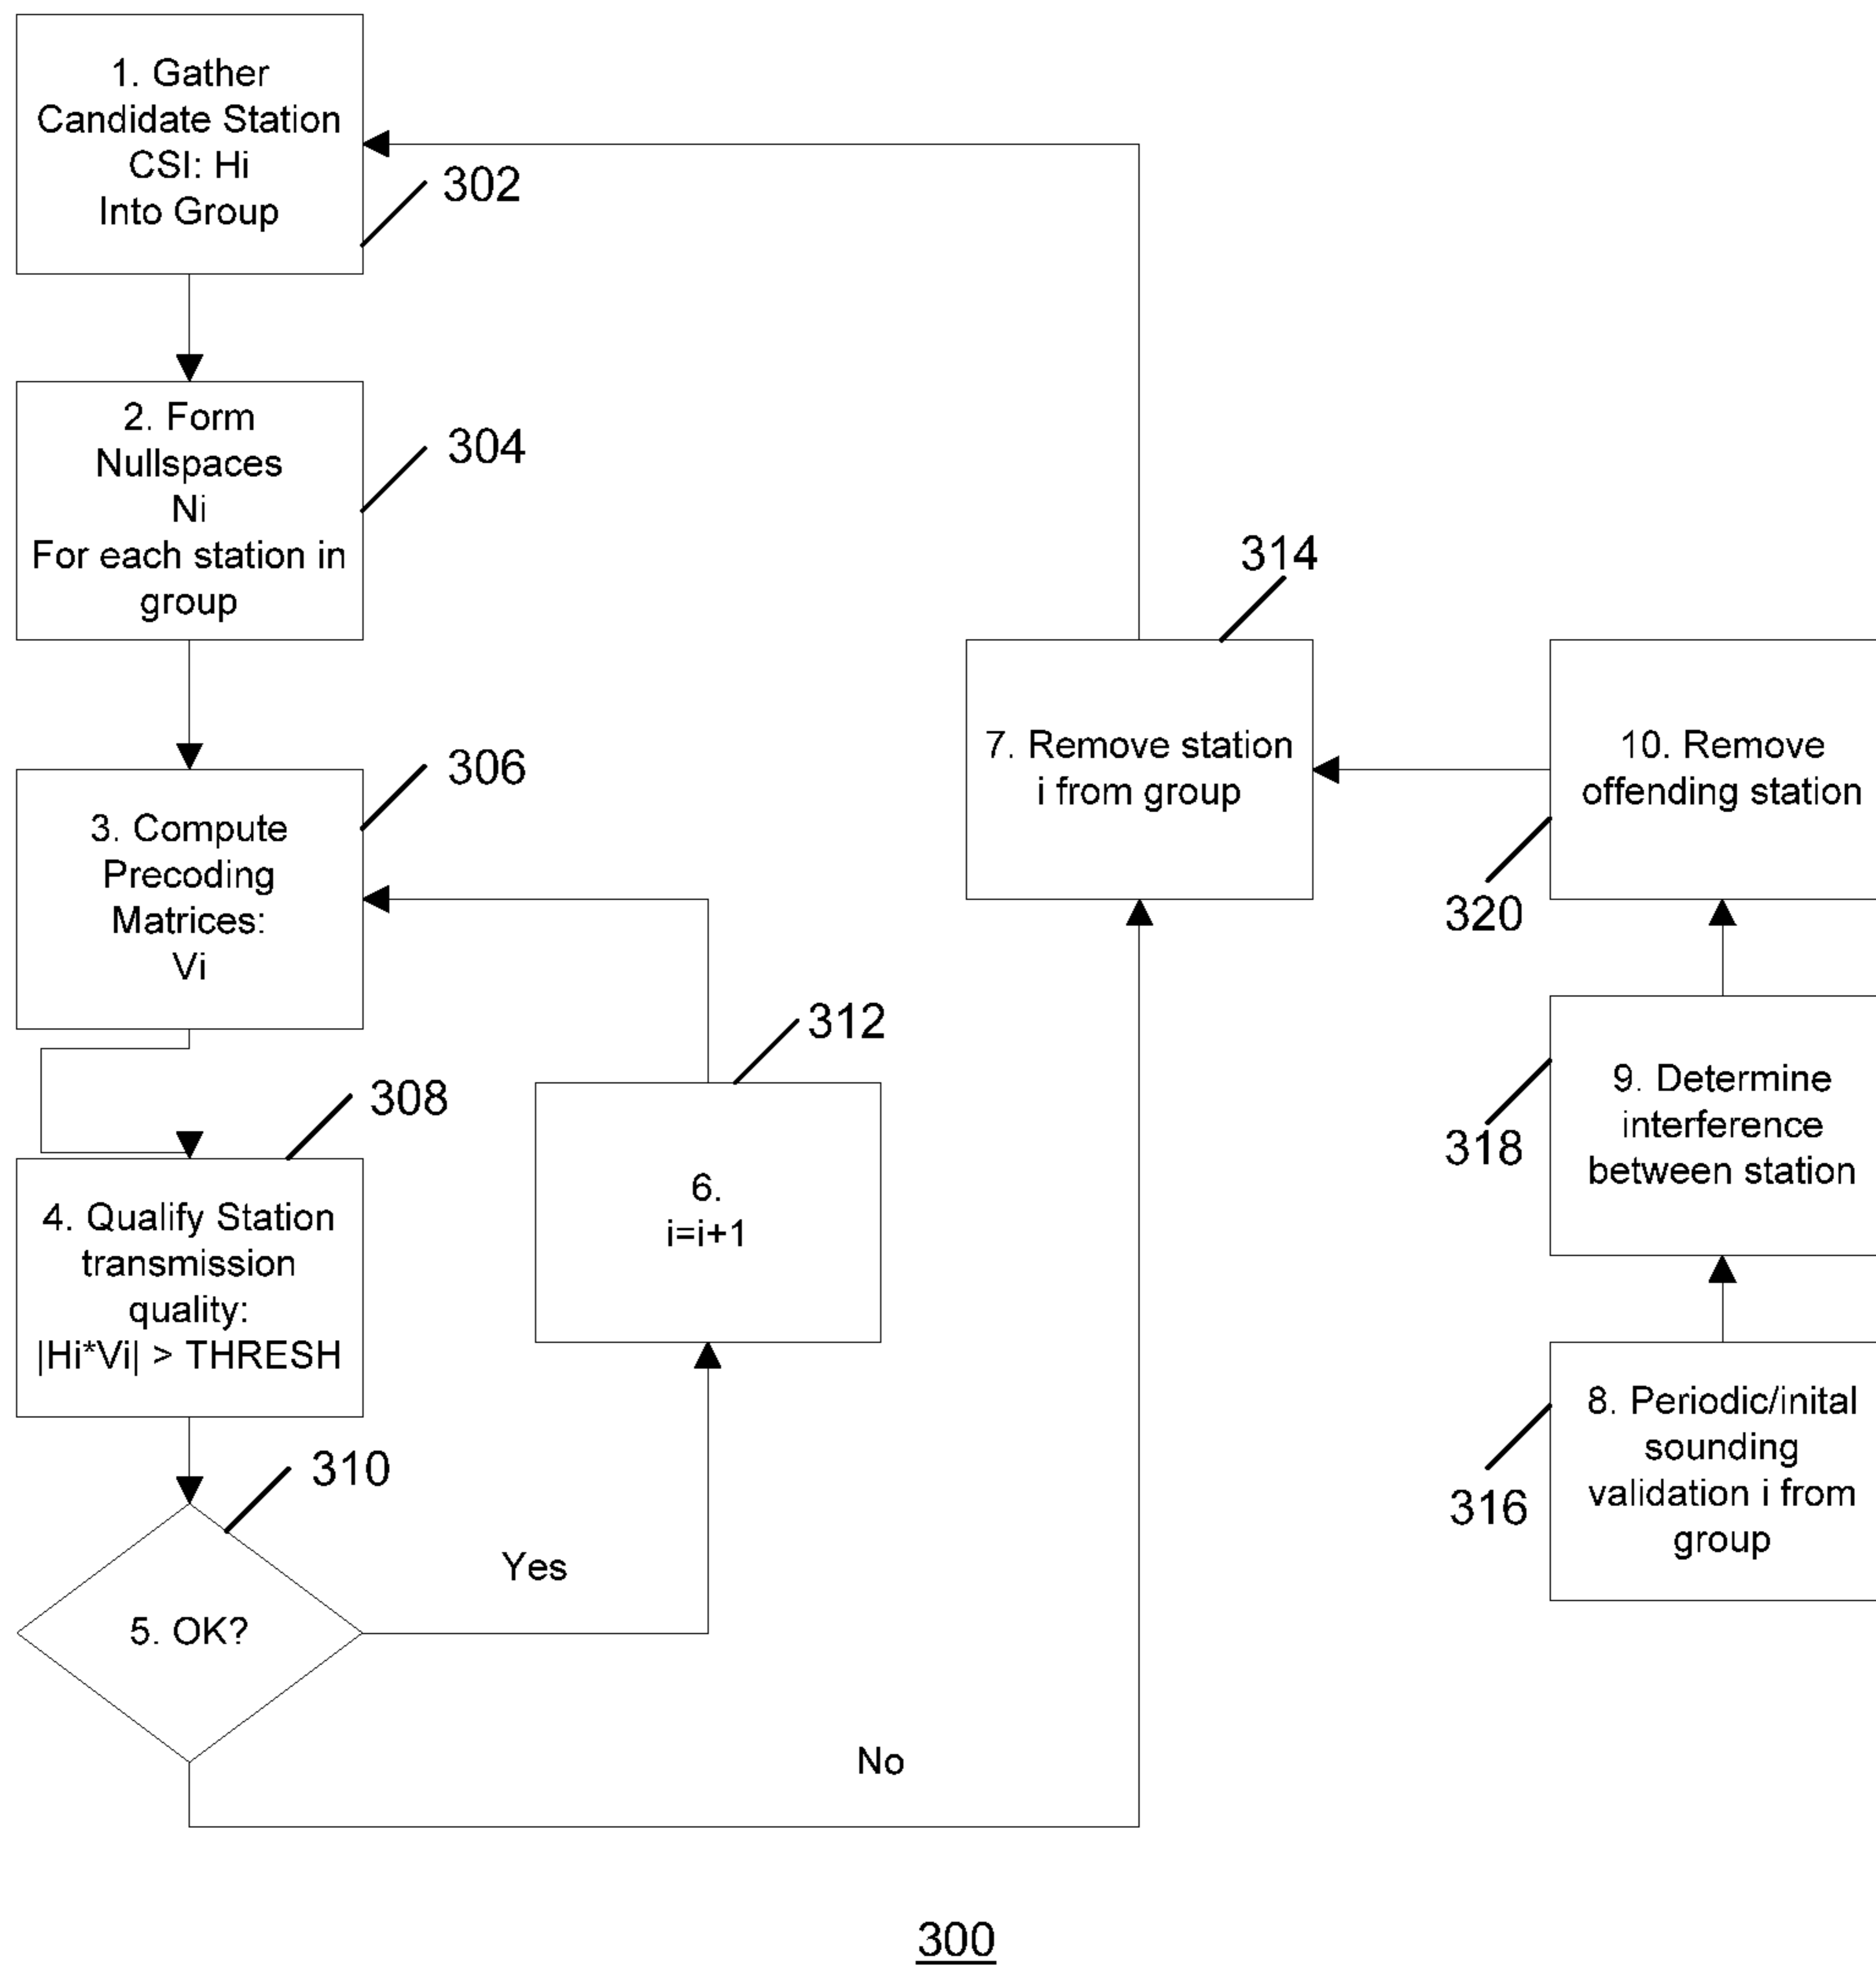 1. Gather
Candidate Station
CSI: Hi
Into Group
302
2. Form
Nullspaces
Ni
For each station in
group
304
3. Compute
Precoding
Matrices:
Vi
306
4. Qualify Station
transmission
quality:
|Hi*Vi| > THRESH
308
5. OK?
310
Yes
No
6.
i=i+1
312
7. Remove station
i from group
314
10. Remove
offending station
320
9. Determine
interference
between station
318
8. Periodic/inital
sounding
validation i from
group
316
300